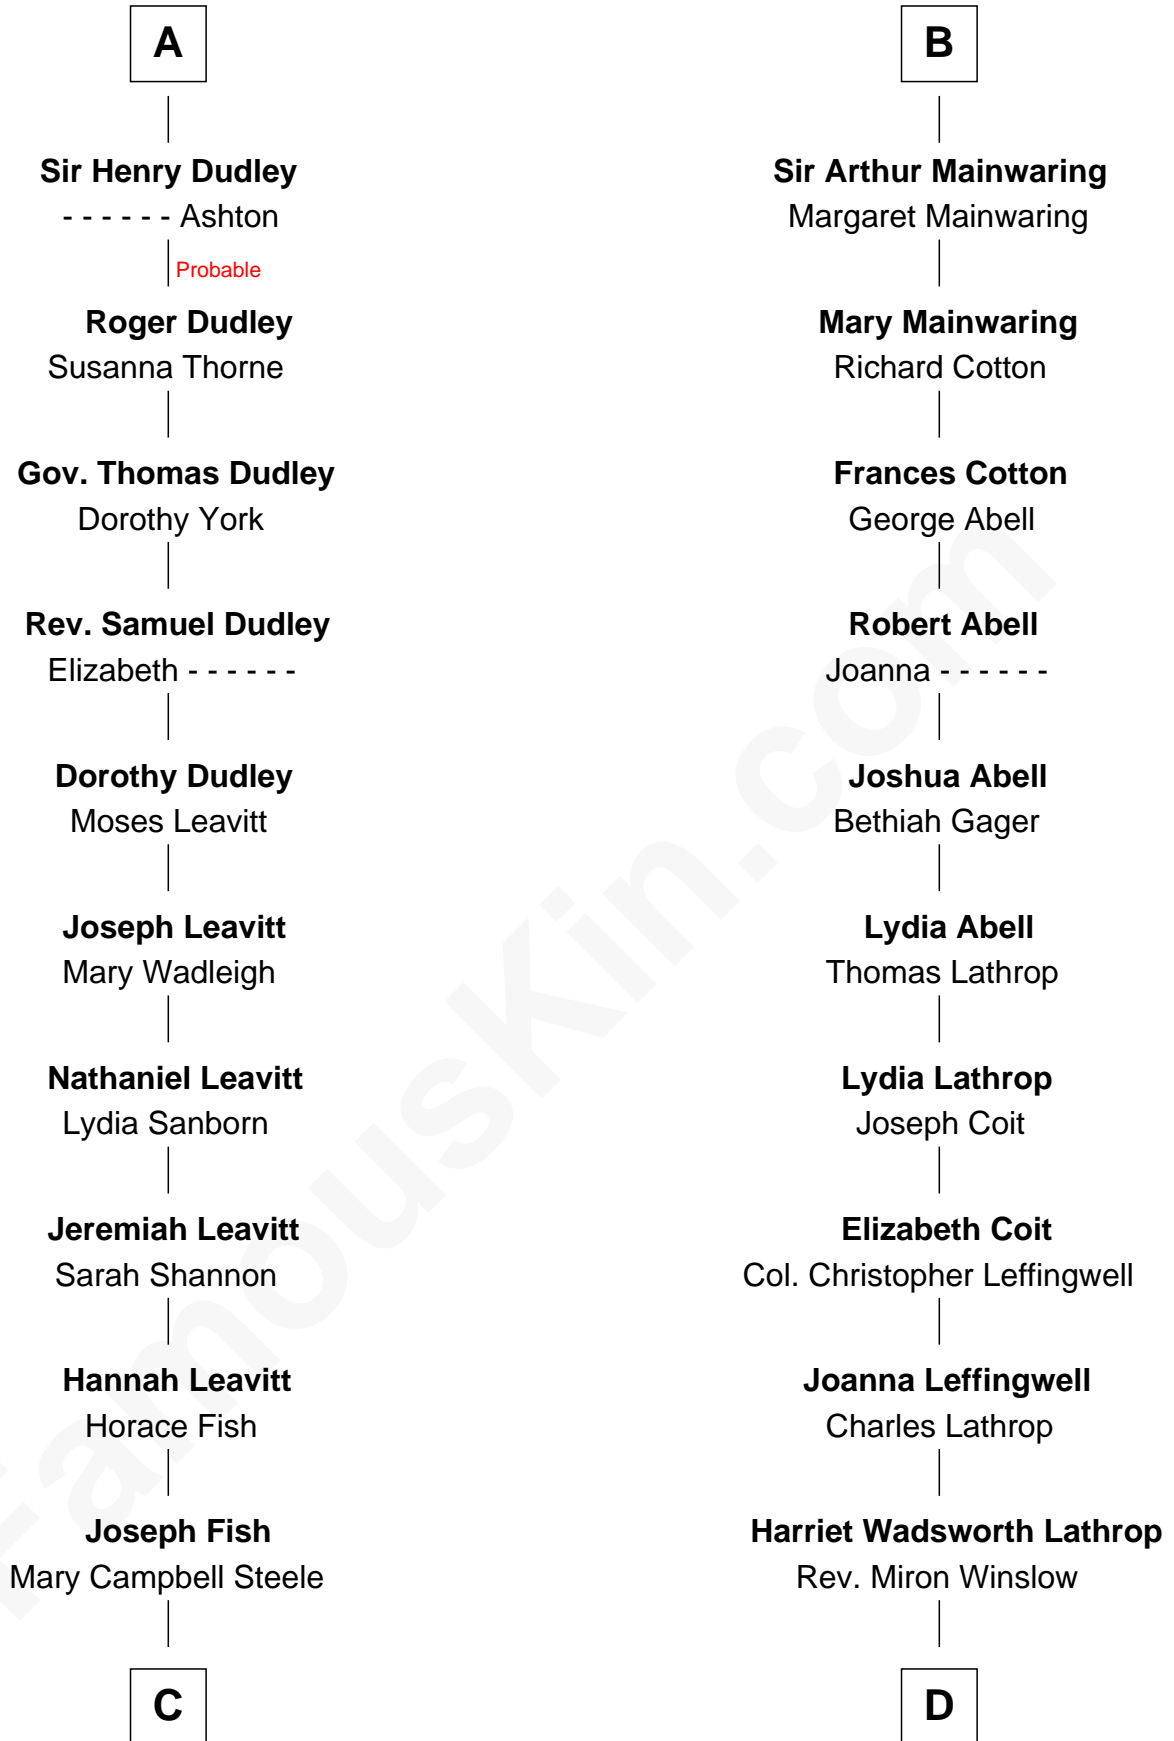 A
Sir Henry Dudley
- - - - - - Ashton
Probable
Roger Dudley
Susanna Thorne
Gov. Thomas Dudley
Dorothy York
Rev. Samuel Dudley
Elizabeth - - - - - -
Dorothy Dudley
Moses Leavitt
Joseph Leavitt
Mary Wadleigh
Nathaniel Leavitt
Lydia Sanborn
Jeremiah Leavitt
Sarah Shannon
Hannah Leavitt
Horace Fish
Joseph Fish
Mary Campbell Steele
C
B
Sir Arthur Mainwaring
Margaret Mainwaring
Mary Mainwaring
Richard Cotton
Frances Cotton
George Abell
Robert Abell
Joanna - - - - - -
Joshua Abell
Bethiah Gager
Lydia Abell
Thomas Lathrop
Lydia Lathrop
Joseph Coit
Elizabeth Coit
Col. Christopher Leffingwell
Joanna Leffingwell
Charles Lathrop
Harriet Wadsworth Lathrop
Rev. Miron Winslow
D
FamousKin.com